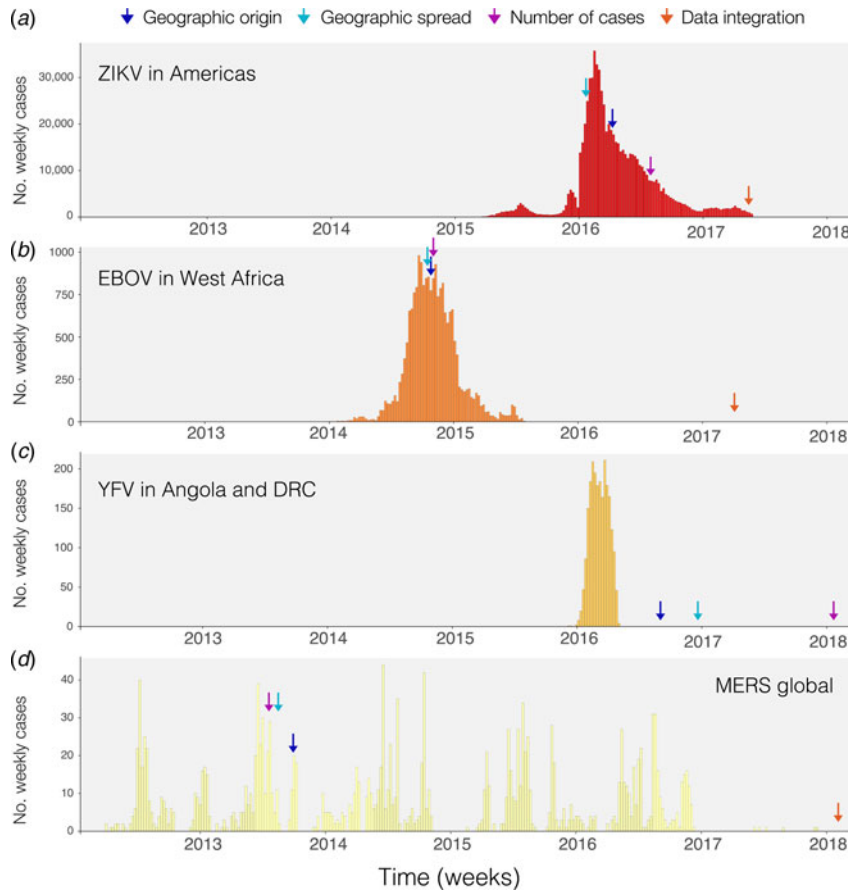 (a) Geographic origin Geographic spread Number of cases Data integration
ZIKV in Americas
No. weekly cases
30,000
20,000
10,000
0
2013 2014 2015 2016 2017 2018
(b)
EBOV in West Africa
No. weekly cases
1000
750
500
250
0
2013 2014 2015 2016 2017 2018
(c)
YFV in Angola and DRC
No. weekly cases
200
150
100
50
0
2013 2014 2015 2016 2017 2018
(d)
MERS global
No. weekly cases
40
30
20
10
0
2013 2014 2015 2016 2017 2018
Time (weeks)